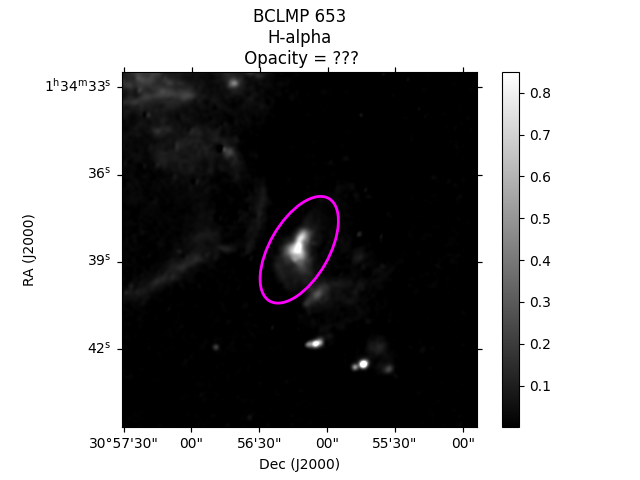 BCLMP 653
H-alpha
Opacity = ???
1ʰ34ᵐ33ˢ
36ˢ
39ˢ
42ˢ
RA (J2000)
30°57'30" 00" 56'30" 00" 55'30" 00"
Dec (J2000)
0.8
0.7
0.6
0.5
0.4
0.3
0.2
0.1